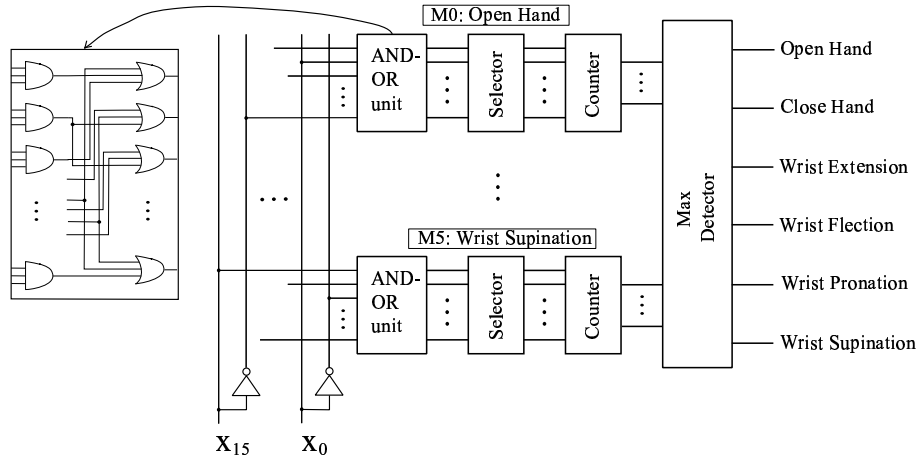 M0: Open Hand
AND-
OR
unit
Selector
Counter
Max
Detector
Open Hand
Close Hand
Wrist Extension
Wrist Flection
Wrist Pronation
Wrist Supination
M5: Wrist Supination
AND-
OR
unit
Selector
Counter
X15
X0